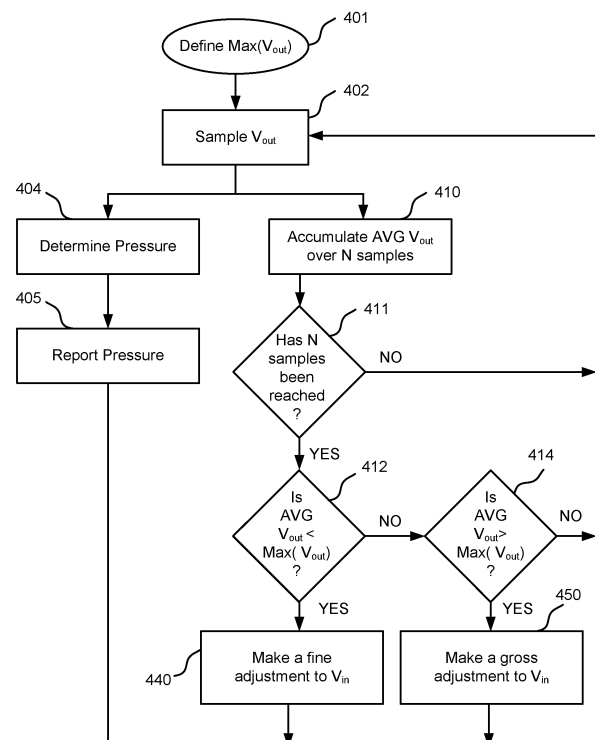 401
Define Max(Vout)
402
Sample Vout
404
Determine Pressure
410
Accumulate AVG Vout
over N samples
405
Report Pressure
411
Has N
samples
been
reached
?
NO
YES
412
Is
AVG
Vout <
Max( Vout)
?
NO
414
Is
AVG
Vout>
Max( Vout)
?
NO
YES
YES
440
Make a fine
adjustment to Vin
450
Make a gross
adjustment to Vin